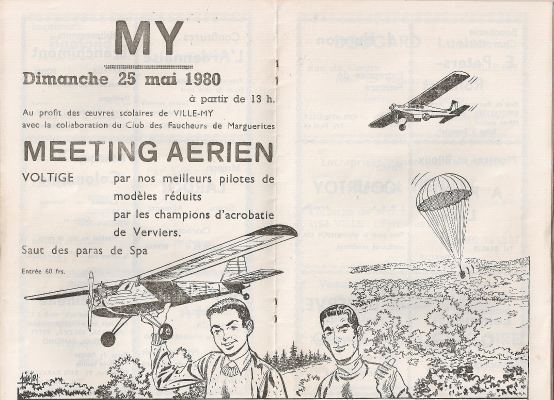 MY
Dimanche 25 mai 1980
à partir de 13 h.
Au profit des œuvres scolaires de VILLE-MY
avec la collaboration du Club des Faucheurs de Marguerites
MEETING AERIEN
VOLTIGE par nos meilleurs pilotes de
modèles réduits
par les champions d'acrobatie
de Verviers.
Saut des paras de Spa
Entrée 60 frs.